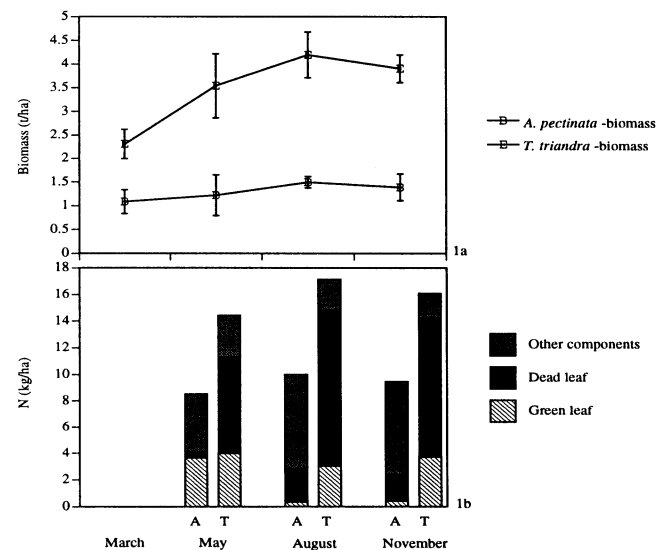 5
4.5
4
3.5
3
2.5
2
1.5
1
0.5
0
Biomass (t/ha)
A. pectinata -biomass
T. triandra -biomass
1a
18
16
14
12
10
8
6
4
2
0
N (kg/ha)
Other components
Dead leaf
Green leaf
1b
A T A T A T
March May August November